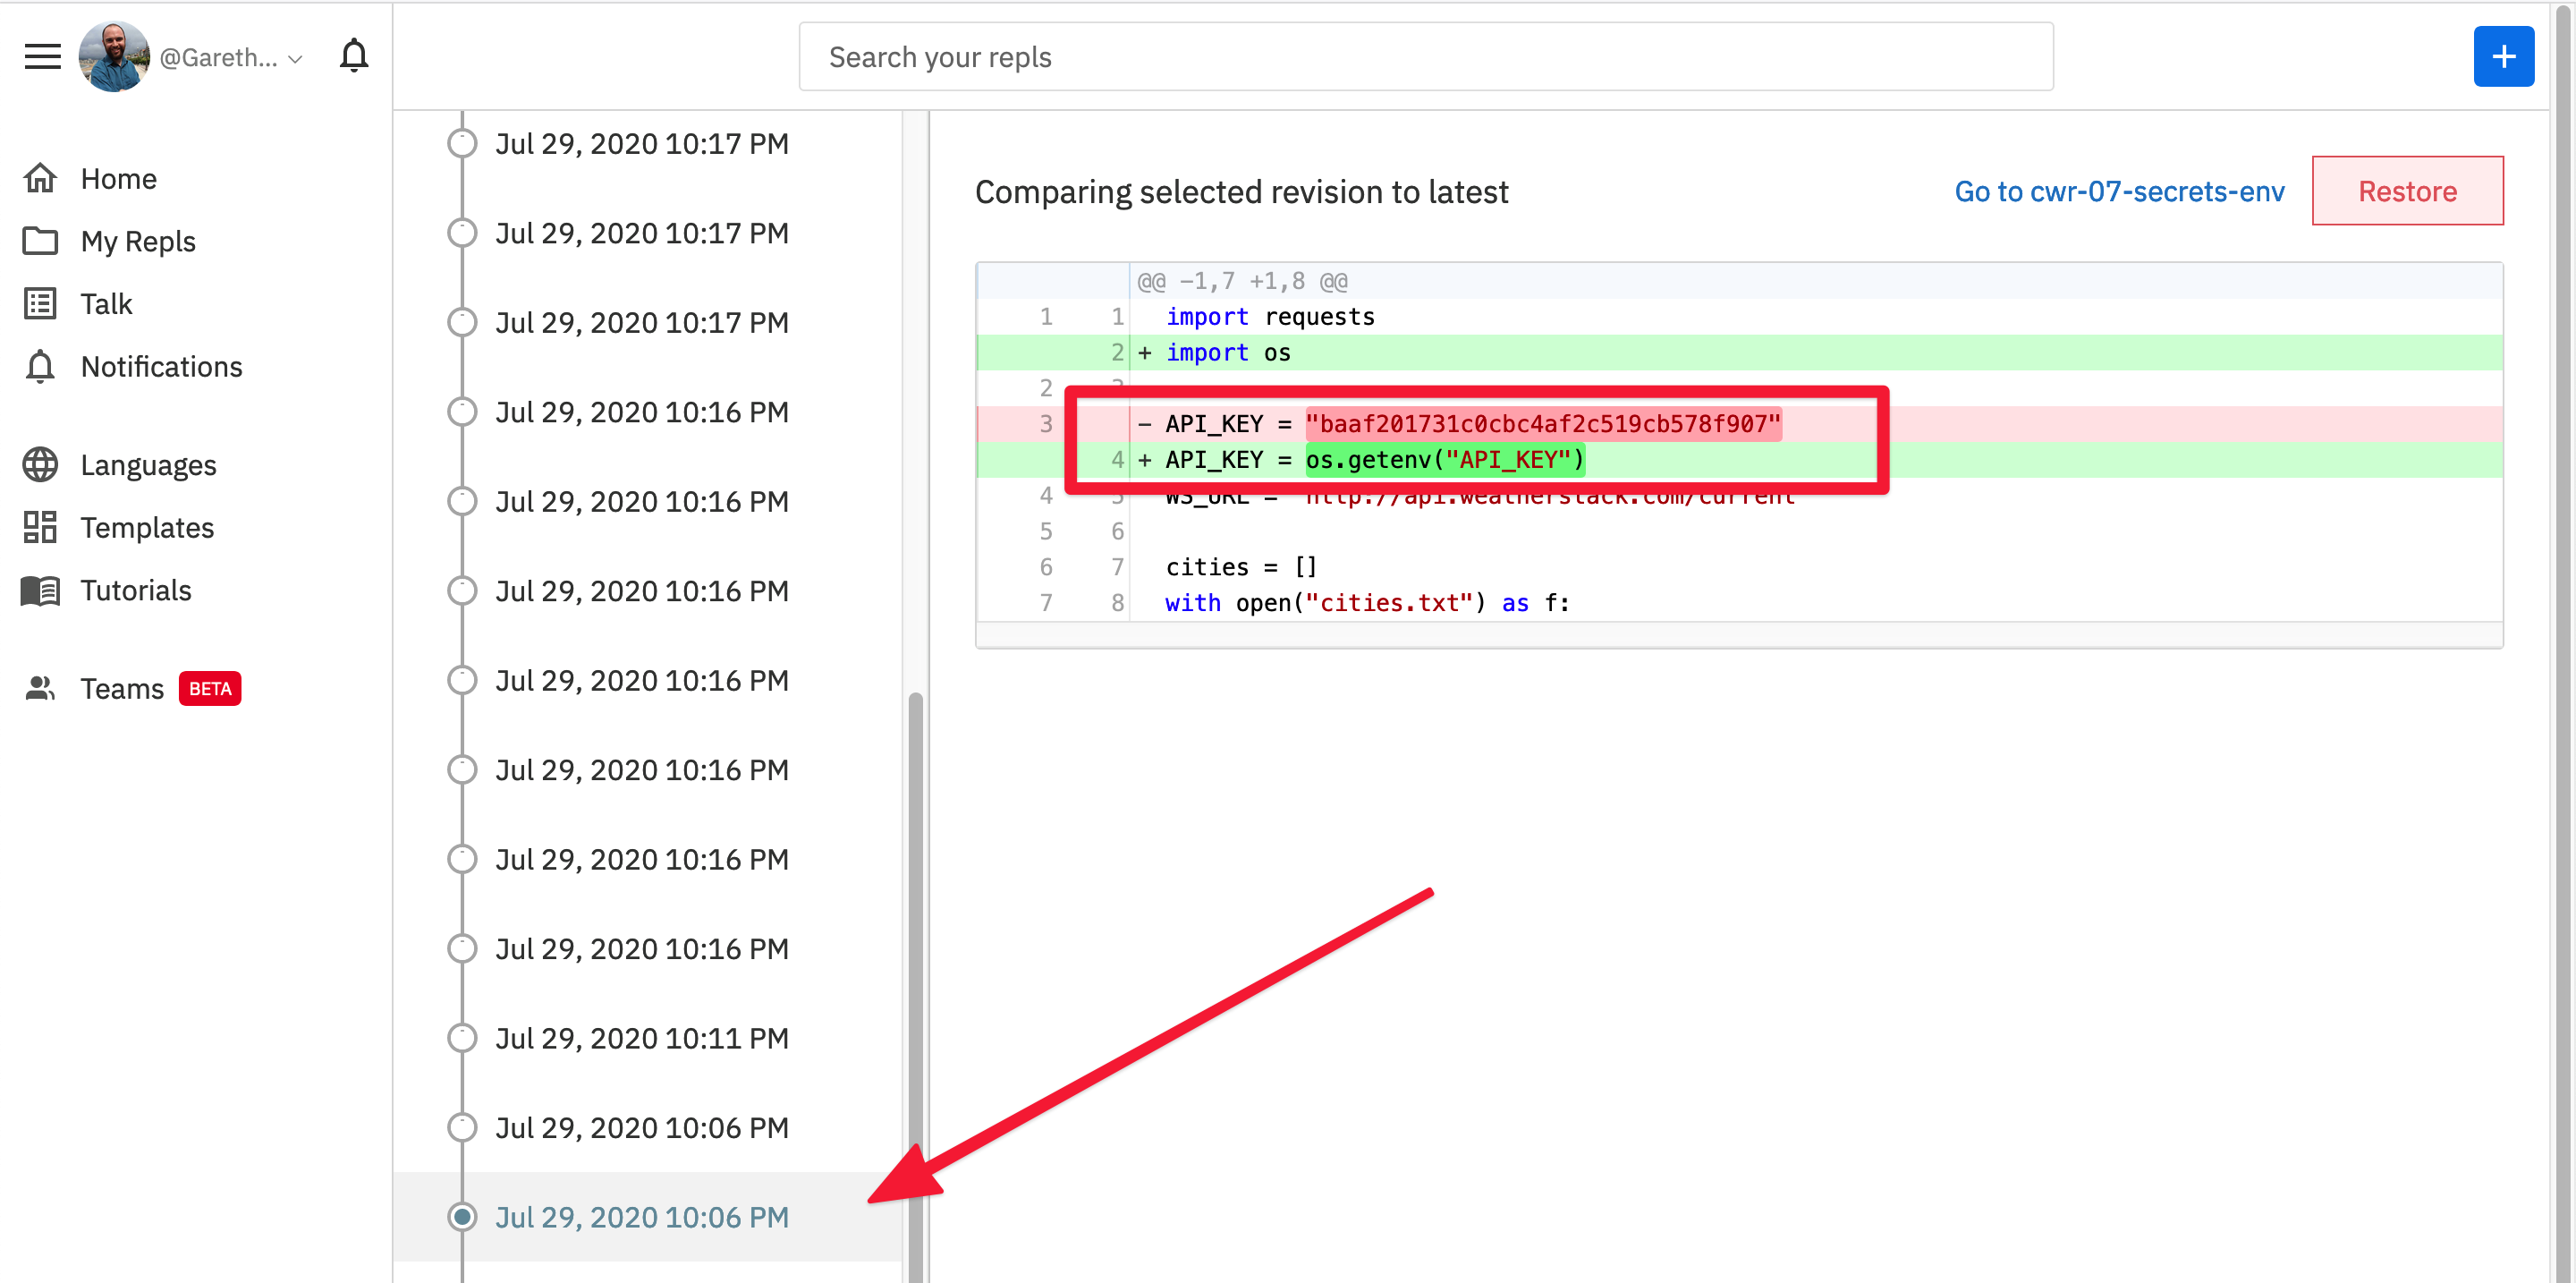 @Gareth...
Search your repls
+
Home
My Repls
Talk
Notifications
Languages
Templates
Tutorials
Teams BETA
Jul 29, 2020 10:17 PM
Jul 29, 2020 10:17 PM
Jul 29, 2020 10:17 PM
Jul 29, 2020 10:16 PM
Jul 29, 2020 10:16 PM
Jul 29, 2020 10:16 PM
Jul 29, 2020 10:16 PM
Jul 29, 2020 10:16 PM
Jul 29, 2020 10:16 PM
Jul 29, 2020 10:16 PM
Jul 29, 2020 10:11 PM
Jul 29, 2020 10:06 PM
Jul 29, 2020 10:06 PM
Comparing selected revision to latest
Go to cwr-07-secrets-env
Restore
@@ -1,7 +1,8 @@
1 1 import requests
2 + import os
2
3 - API_KEY = "baaf201731c0cbc4af2c519cb578f907"
4 + API_KEY = os.getenv("API_KEY")
4 5 WS_URL = "http://api.weatherstack.com/current"
5 6
6 7 cities = []
7 8 with open("cities.txt") as f: